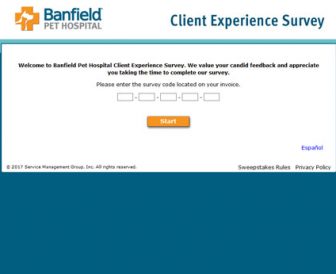 Banfield
PET HOSPITAL
Client Experience Survey
Welcome to Banfield Pet Hospital Client Experience Survey. We value your candid feedback and appreciate
you taking the time to complete our survey.
Please enter the survey code located on your invoice.
- - - -
Start
Español
© 2017 Service Management Group, Inc. All rights reserved.
Sweepstakes Rules Privacy Policy